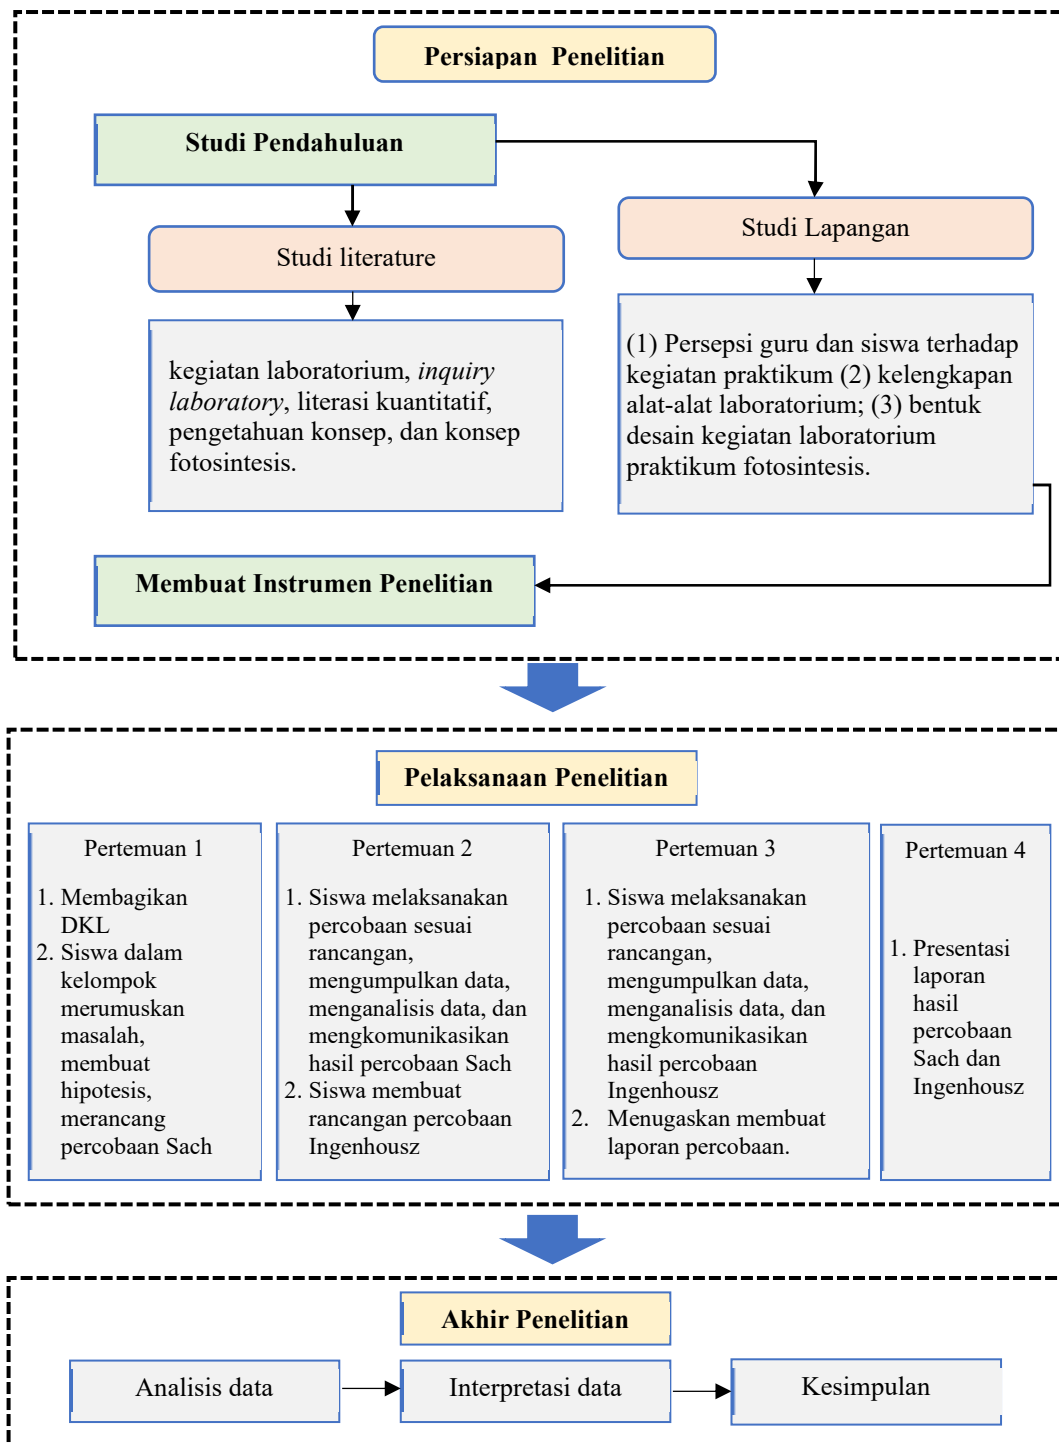 Persiapan  Penelitian
Studi Pendahuluan
Studi literature
kegiatan laboratorium, inquiry
laboratory, literasi kuantitatif,
pengetahuan konsep, dan konsep
fotosintesis.
Studi Lapangan
(1) Persepsi guru dan siswa terhadap
kegiatan praktikum (2) kelengkapan
alat-alat laboratorium; (3) bentuk
desain kegiatan laboratorium
praktikum fotosintesis.
Membuat Instrumen Penelitian
Pelaksanaan Penelitian
Pertemuan 1
1. Membagikan
DKL
2. Siswa dalam
kelompok
merumuskan
masalah,
membuat
hipotesis,
merancang
percobaan Sach
Pertemuan 2
1. Siswa melaksanakan
percobaan sesuai
rancangan,
mengumpulkan data,
menganalisis data, dan
mengkomunikasikan
hasil percobaan Sach
2. Siswa membuat
rancangan percobaan
Ingenhousz
Pertemuan 3
1. Siswa melaksanakan
percobaan sesuai
rancangan,
mengumpulkan data,
menganalisis data, dan
mengkomunikasikan
hasil percobaan
Ingenhousz
2. Menugaskan membuat
laporan percobaan.
Pertemuan 4
1. Presentasi
laporan
hasil
percobaan
Sach dan
Ingenhousz
Akhir Penelitian
Analisis data
Interpretasi data
Kesimpulan